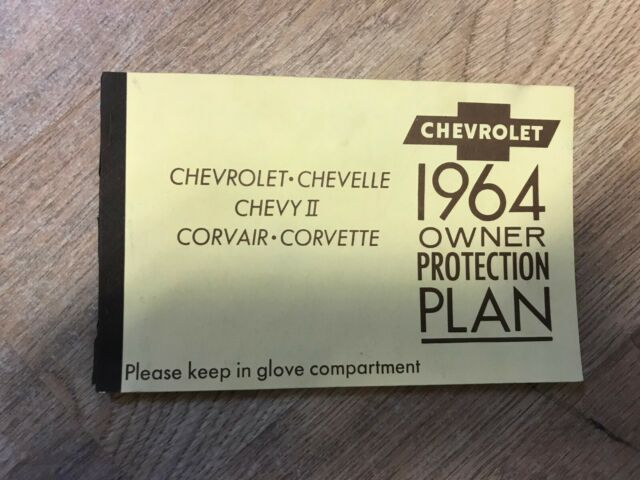 CHEVROLET
1964
OWNER
PROTECTION
PLAN
CHEVROLET·CHEVELLE
CHEVY II
CORVAIR·CORVETTE
Please keep in glove compartment